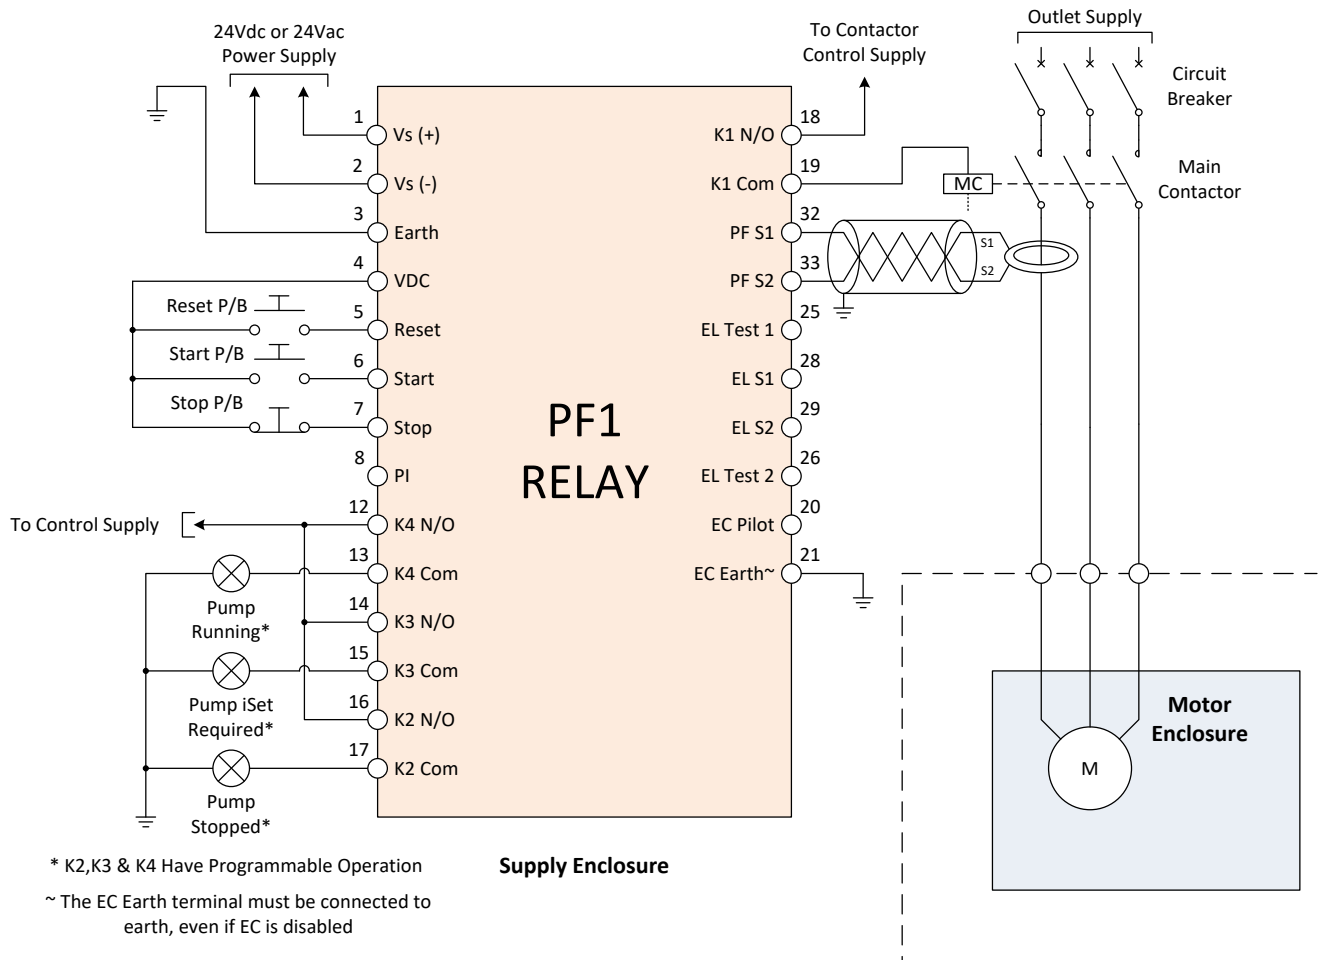 24Vdc or 24Vac
Power Supply
To Contactor
Control Supply
Outlet Supply
Circuit
Breaker
Main
Contactor
MC
S1
S2
1
Vs (+)
2
Vs (-)
3
Earth
4
VDC
Reset P/B
5
Reset
Start P/B
6
Start
Stop P/B
7
Stop
8
PI
To Control Supply
12
K4 N/O
13
K4 Com
Pump
Running*
14
K3 N/O
15
K3 Com
Pump iSet
Required*
16
K2 N/O
17
K2 Com
Pump
Stopped*
PF1
RELAY
18
K1 N/O
19
K1 Com
32
PF S1
33
PF S2
25
EL Test 1
28
EL S1
29
EL S2
26
EL Test 2
20
EC Pilot
21
EC Earth~
Motor
Enclosure
M
* K2,K3 & K4 Have Programmable Operation
Supply Enclosure
~ The EC Earth terminal must be connected to
earth, even if EC is disabled